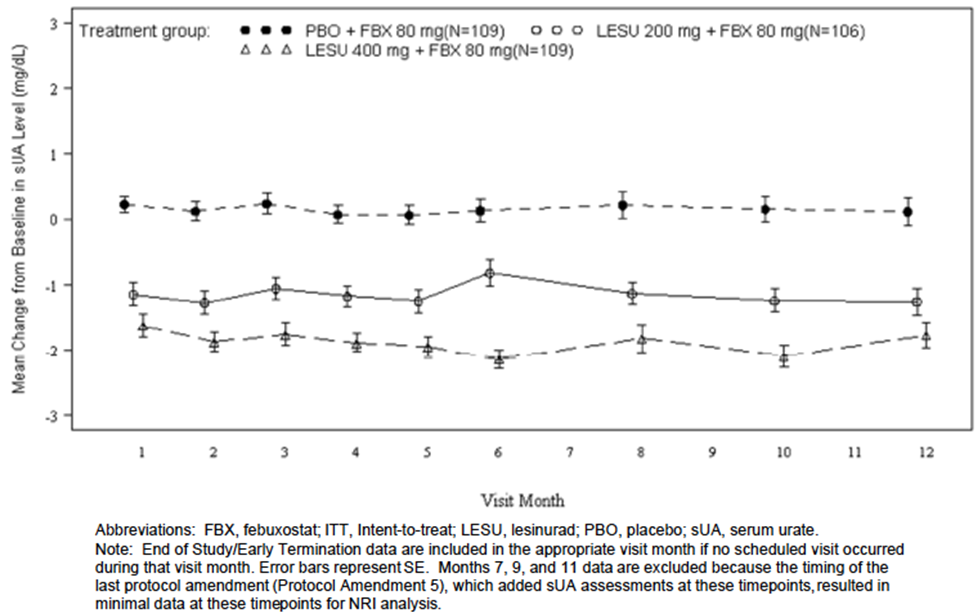 Treatment group: PBO + FBX 80 mg(N=109) LESU 200 mg + FBX 80 mg(N=106)
LESU 400 mg + FBX 80 mg(N=109)
Mean Change from Baseline in sUA Level (mg/dL)
3
2
1
0
-1
-2
-3
1 2 3 4 5 6 7 8 9 10 11 12
Visit Month
Abbreviations: FBX, febuxostat; ITT, Intent-to-treat; LESU, lesinurad; PBO, placebo; sUA, serum urate.
Note: End of Study/Early Termination data are included in the appropriate visit month if no scheduled visit occurred
during that visit month. Error bars represent SE. Months 7, 9, and 11 data are excluded because the timing of the
last protocol amendment (Protocol Amendment 5), which added sUA assessments at these timepoints, resulted in
minimal data at these timepoints for NRI analysis.